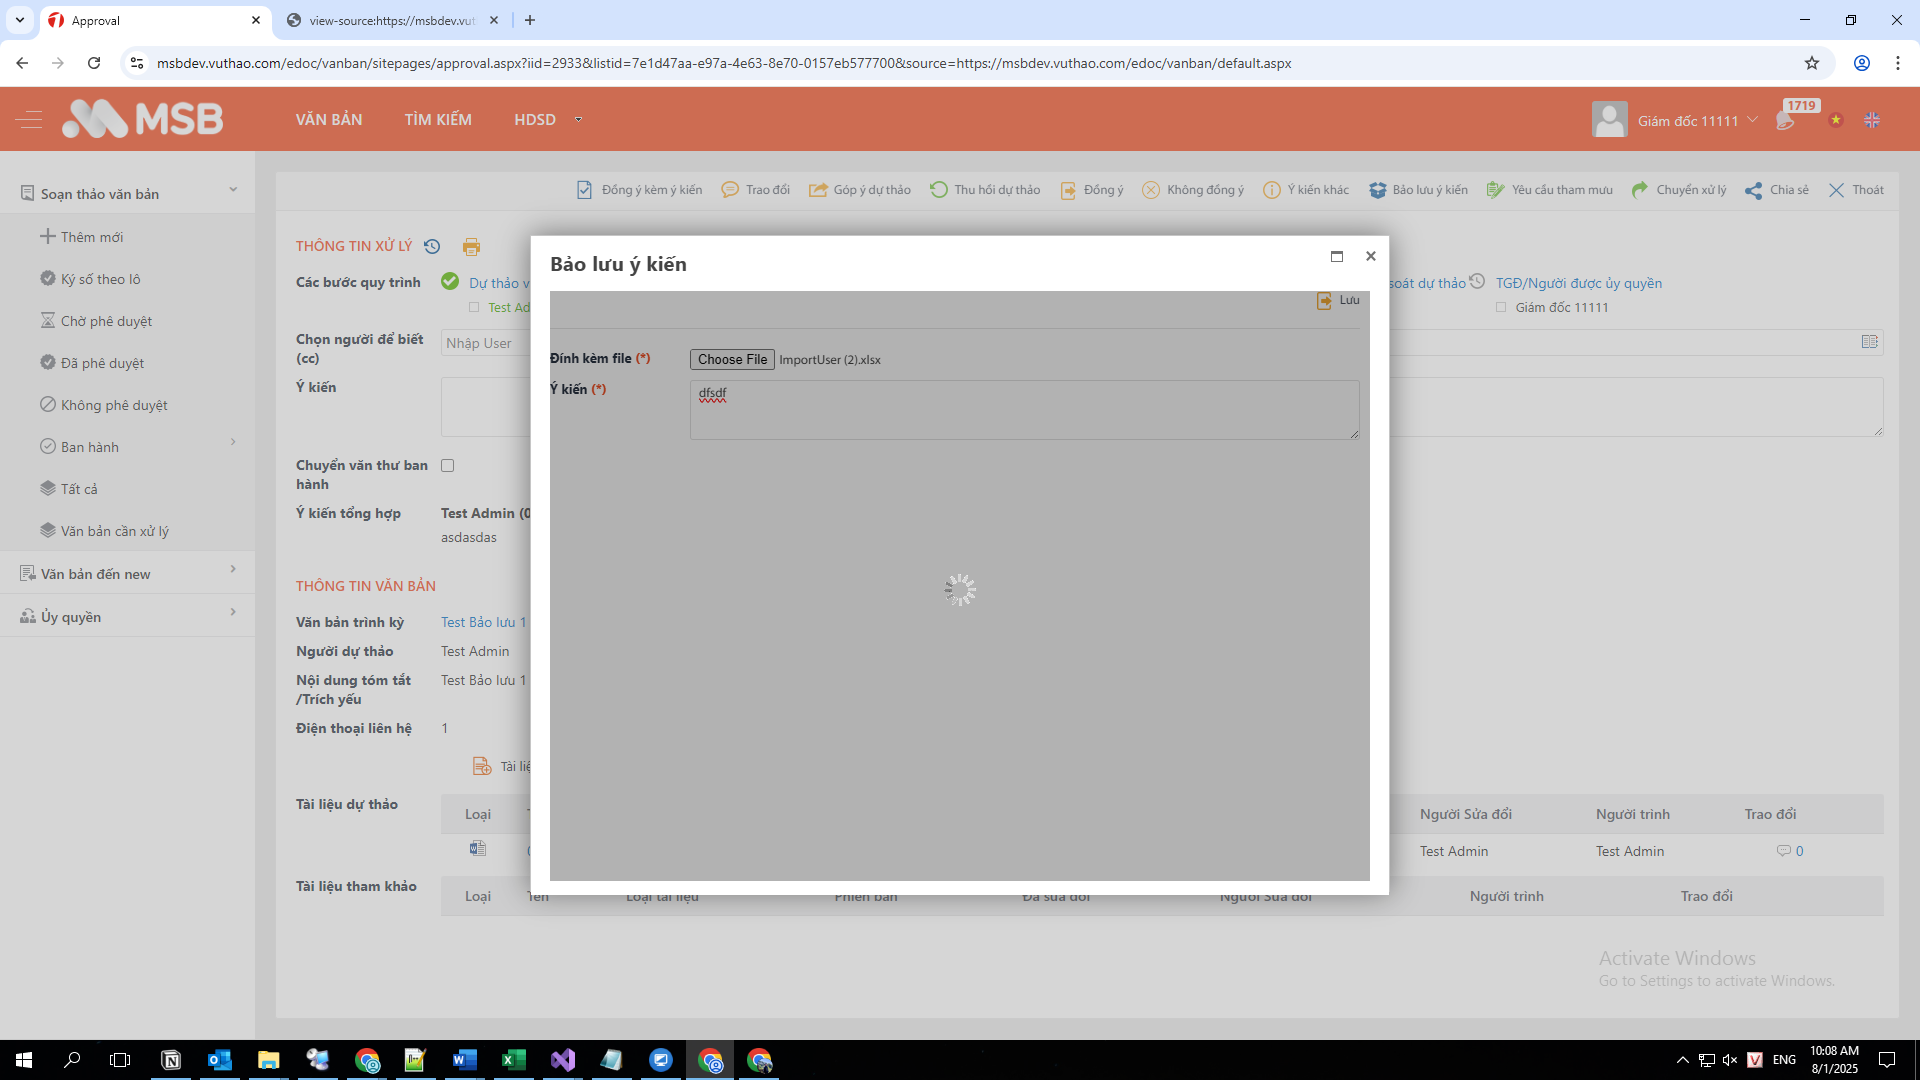 Approval
view-source:https://msbdev.vut
msbdev.vuthao.com/edoc/vanban/sitepages/approval.aspx?iid=2933&listid=7e1d47aa-e97a-4e63-8e70-0157eb577700&source=https://msbdev.vuthao.com/edoc/vanban/default.aspx
MSB
VĂN BẢN
TÌM KIẾM
HDSD
Giám đốc 11111
1719
Soạn thảo văn bản
Thêm mới
Ký số theo lô
Chờ phê duyệt
Đã phê duyệt
Không phê duyệt
Ban hành
Tất cả
Văn bản cần xử lý
Văn bản đến new
Ủy quyền
Đồng ý kèm ý kiến
Trao đổi
Góp ý dự thảo
Thu hồi dự thảo
Đồng ý
Không đồng ý
Ý kiến khác
Bảo lưu ý kiến
Yêu cầu tham mưu
Chuyển xử lý
Chia sẻ
Thoát
THÔNG TIN XỬ LÝ
Các bước quy trình
Dự thảo v
Test Ad
soát dự thảo
TGĐ/Người được ủy quyền
Giám đốc 11111
Chọn người để biết
(cc)
Nhập User
Ý kiến
Chuyển văn thư ban
hành
Ý kiến tổng hợp
Test Admin (0
asdasdas
THÔNG TIN VĂN BẢN
Văn bản trình ký
Test Bảo lưu 1
Người dự thảo
Test Admin
Nội dung tóm tắt
/Trích yếu
Test Bảo lưu 1
Điện thoại liên hệ
1
Tài liệ
Tài liệu dự thảo
Loại
Người Sửa đổi
Người trình
Trao đổi
Test Admin
Test Admin
0
Tài liệu tham khảo
Loại
Tên
Loại tài liệu
Phiên bản
Đã sửa đổi
Người Sửa đổi
Người trình
Trao đổi
Bảo lưu ý kiến
Lưu
Đính kèm file (*)
Choose File
ImportUser (2).xlsx
Ý kiến (*)
dfsdf
Activate Windows
Go to Settings to activate Windows.
ENG
10:08 AM
8/1/2025